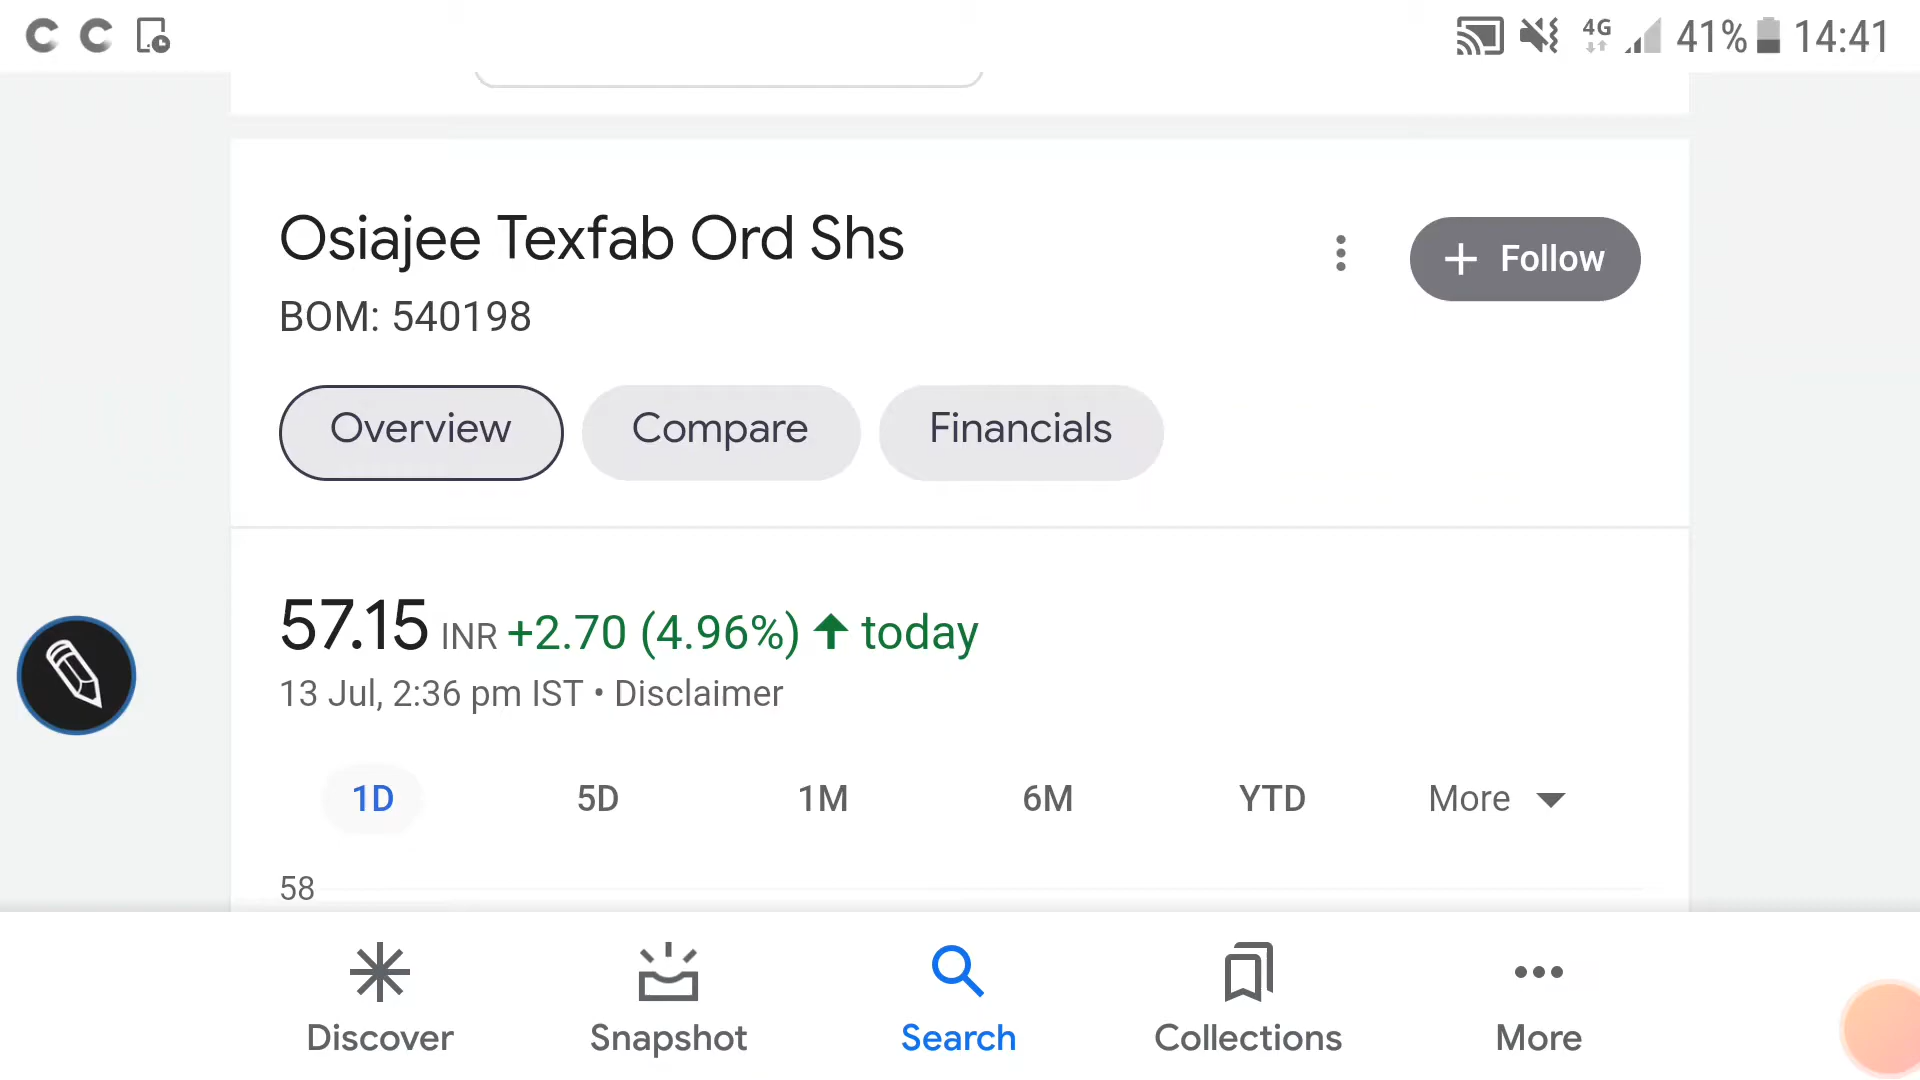 4G 41% 14:41
Osiajee Texfab Ord Shs
+ Follow
BOM: 540198
Overview Compare Financials
57.15 INR +2.70 (4.96%) ↑ today
13 Jul, 2:36 pm IST • Disclaimer
1D 5D 1M 6M YTD More
58
Discover Snapshot Search Collections More